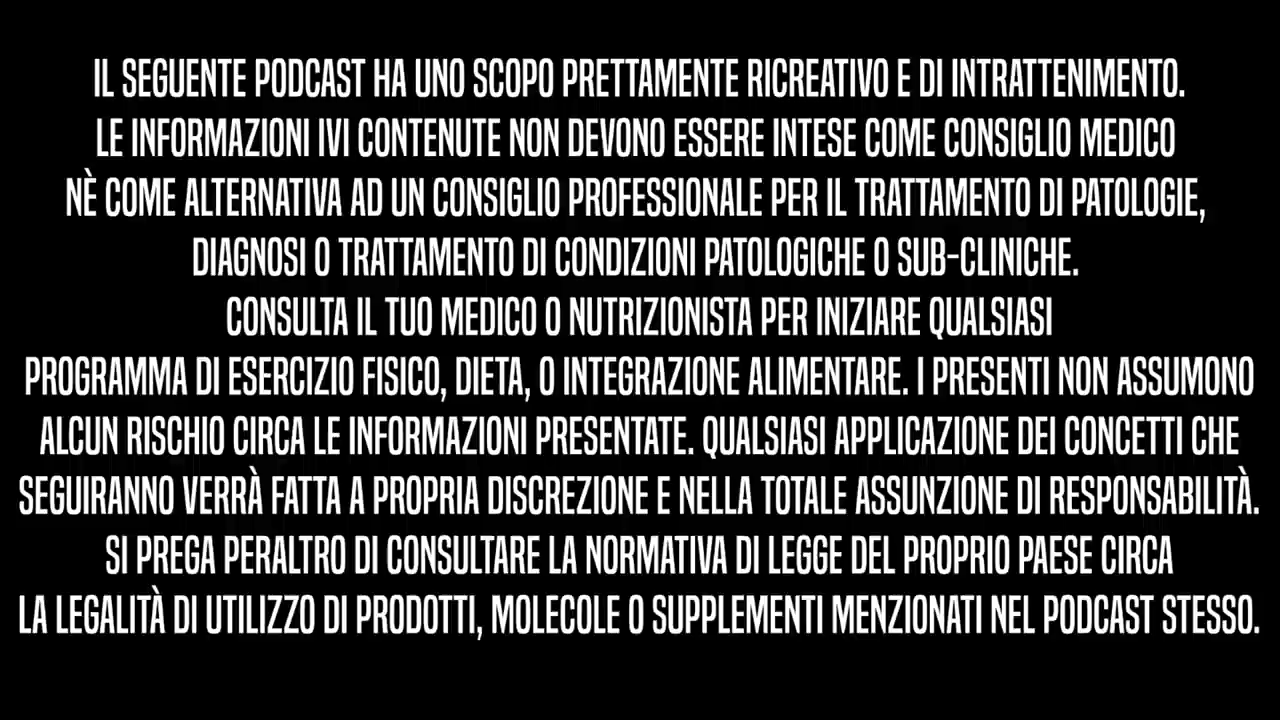 IL SEGUENTE PODCAST HA UNO SCOPO PRETTAMENTE RICREATIVO E DI INTRATTENIMENTO.
LE INFORMAZIONI IVI CONTENUTE NON DEVONO ESSERE INTESE COME CONSIGLIO MEDICO
NÈ COME ALTERNATIVA AD UN CONSIGLIO PROFESSIONALE PER IL TRATTAMENTO DI PATOLOGIE,
DIAGNOSI O TRATTAMENTO DI CONDIZIONI PATOLOGICHE O SUB-CLINICHE.
CONSULTA IL TUO MEDICO O NUTRIZIONISTA PER INIZIARE QUALSIASI
PROGRAMMA DI ESERCIZIO FISICO, DIETA, O INTEGRAZIONE ALIMENTARE. I PRESENTI NON ASSUMONO
ALCUN RISCHIO CIRCA LE INFORMAZIONI PRESENTATE. QUALSIASI APPLICAZIONE DEI CONCETTI CHE
SEGUIRANNO VERRÀ FATTA A PROPRIA DISCREZIONE E NELLA TOTALE ASSUNZIONE DI RESPONSABILITÀ.
SI PREGA PERALTRO DI CONSULTARE LA NORMATIVA DI LEGGE DEL PROPRIO PAESE CIRCA
LA LEGALITÀ DI UTILIZZO DI PRODOTTI, MOLECOLE O SUPPLEMENTI MENZIONATI NEL PODCAST STESSO.